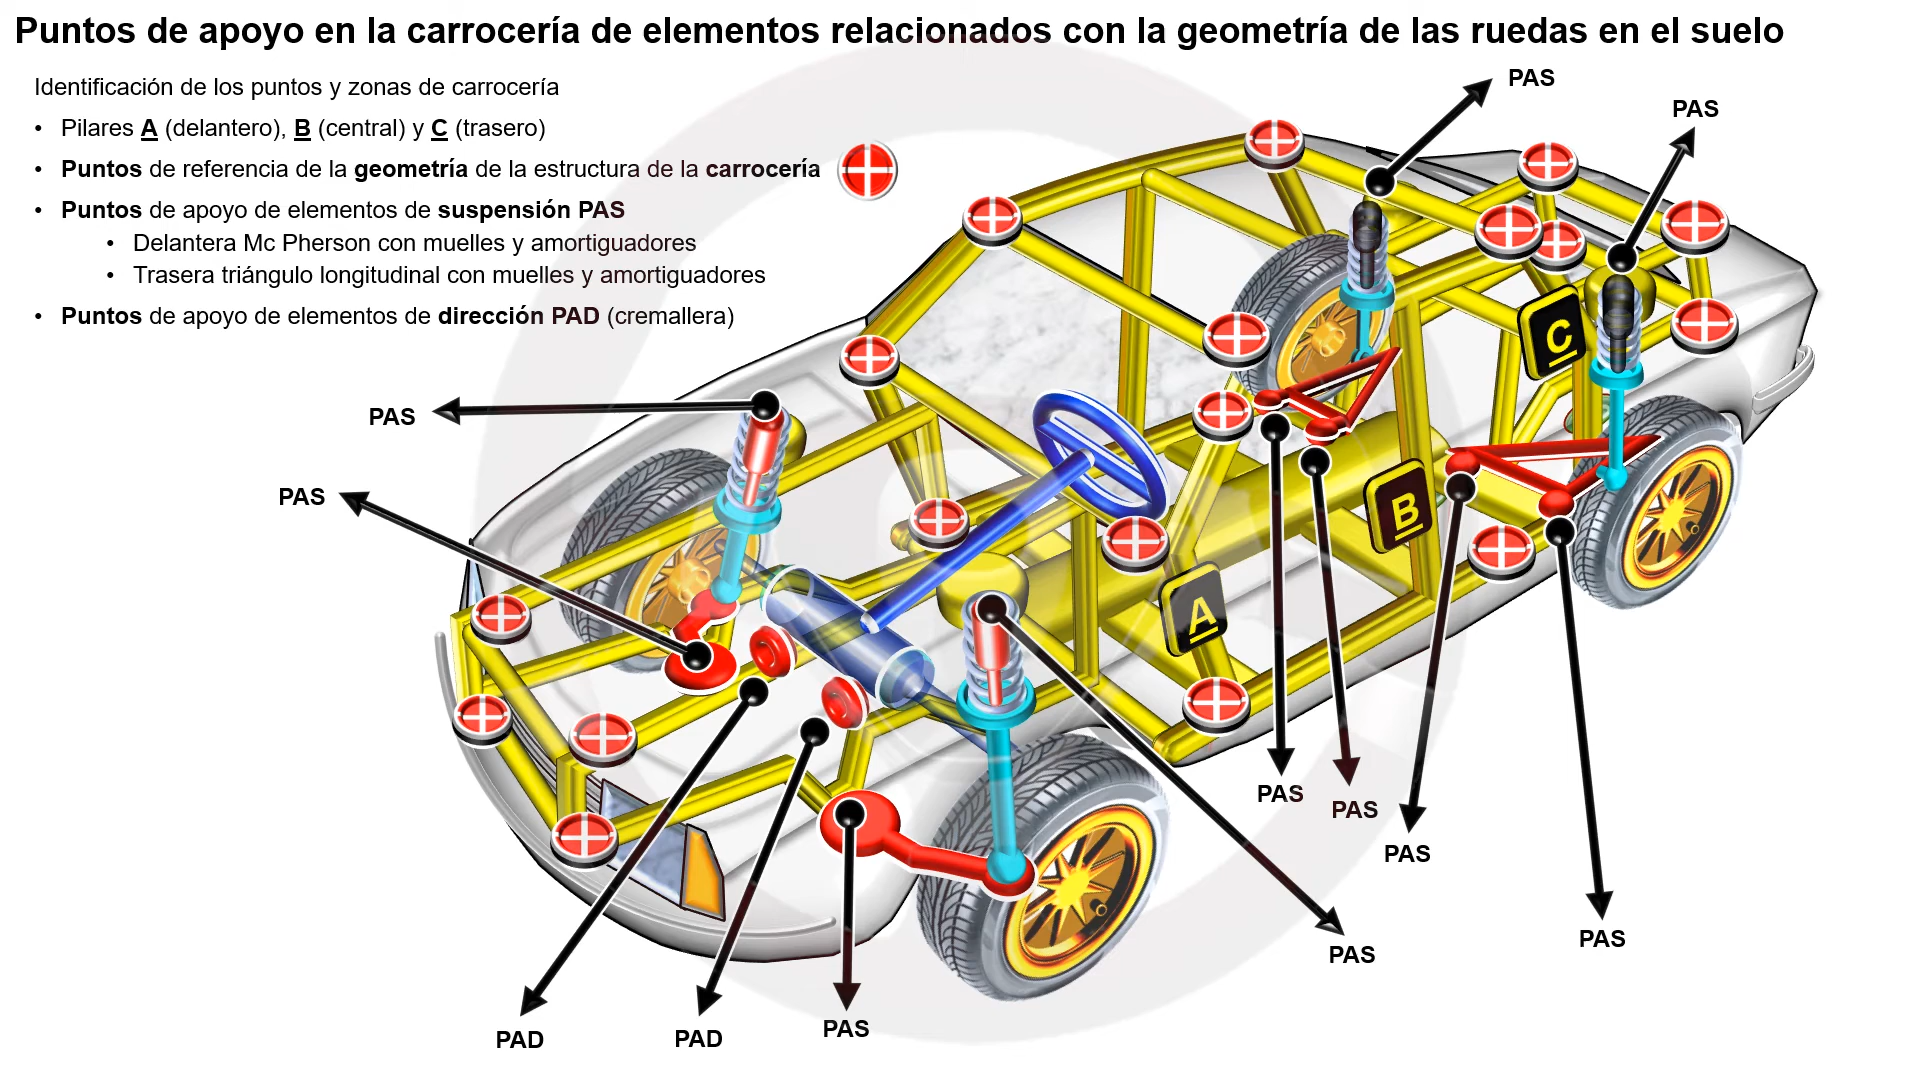 Puntos de apoyo en la carrocería de elementos relacionados con la geometría de las ruedas en el suelo
Identificación de los puntos y zonas de carrocería
• Pilares A (delantero), B (central) y C (trasero)
• Puntos de referencia de la geometría de la estructura de la carrocería
• Puntos de apoyo de elementos de suspensión PAS
• Delantera Mc Pherson con muelles y amortiguadores
• Trasera triángulo longitudinal con muelles y amortiguadores
• Puntos de apoyo de elementos de dirección PAD (cremallera)
PAS
PAS
C
PAS
PAS
B
A
PAS
PAS
PAS
PAS
PAS
PAD
PAD
PAS